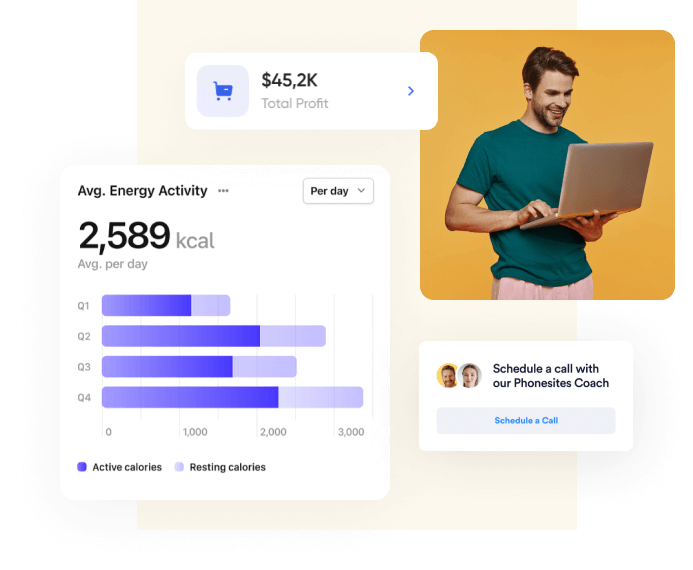 $45,2K
Total Profit
Avg. Energy Activity
Per day
2,589 kcal
Avg. per day
Q1
Q2
Q3
Q4
0 1,000 2,000 3,000
Active calories Resting calories
Schedule a call with
our Phonesites Coach
Schedule a Call